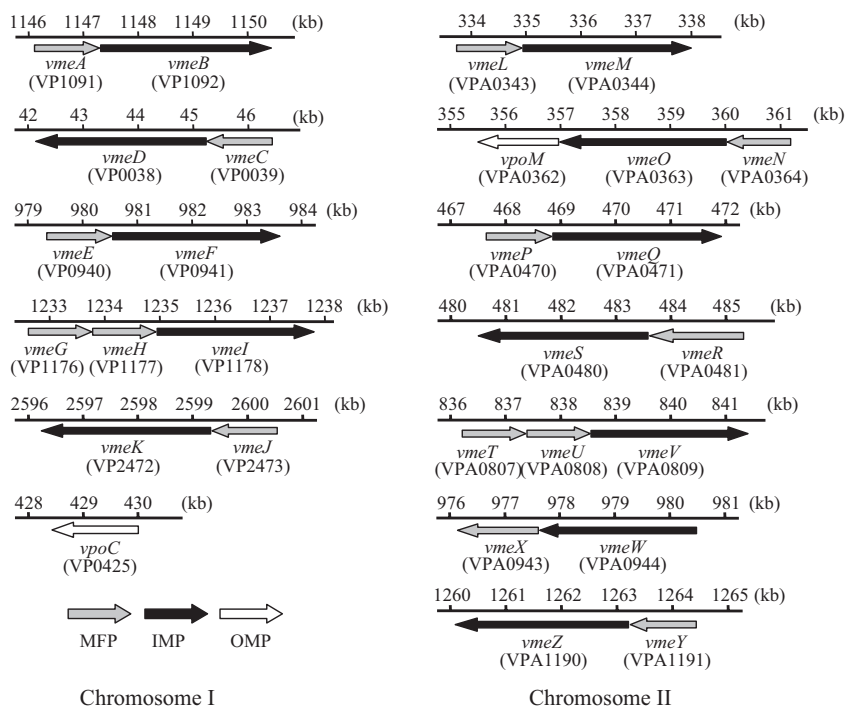 1146 1147 1148 1149 1150 (kb)
vmeA vmeB
(VP1091) (VP1092)
42 43 44 45 46 (kb)
vmeD vmeC
(VP0038) (VP0039)
979 980 981 982 983 984 (kb)
vmeE vmeF
(VP0940) (VP0941)
1233 1234 1235 1236 1237 1238 (kb)
vmeG vmeH vmeI
(VP1176) (VP1177) (VP1178)
2596 2597 2598 2599 2600 2601 (kb)
vmeK vmeJ
(VP2472) (VP2473)
428 429 430 (kb)
vpoC
(VP0425)
MFP IMP OMP
Chromosome I
334 335 336 337 338 (kb)
vmeL vmeM
(VPA0343) (VPA0344)
355 356 357 358 359 360 361 (kb)
vpoM vmeO vmeN
(VPA0362) (VPA0363) (VPA0364)
467 468 469 470 471 472 (kb)
vmeP vmeQ
(VPA0470) (VPA0471)
480 481 482 483 484 485 (kb)
vmeS vmeR
(VPA0480) (VPA0481)
836 837 838 839 840 841 (kb)
vmeT vmeU vmeV
(VPA0807) (VPA0808) (VPA0809)
976 977 978 979 980 981 (kb)
vmeX vmeW
(VPA0943) (VPA0944)
1260 1261 1262 1263 1264 1265 (kb)
vmeZ vmeY
(VPA1190) (VPA1191)
Chromosome II